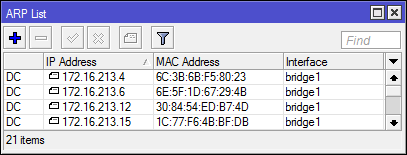 ARP List
Find
IP Address MAC Address Interface
DC 172.16.213.4 6C:3B:6B:F5:80:23 bridge1
DC 172.16.213.6 6E:5F:1D:67:29:4B bridge1
DC 172.16.213.12 30:84:54:ED:B7:4D bridge1
DC 172.16.213.15 1C:77:F6:4B:BF:DB bridge1
21 items